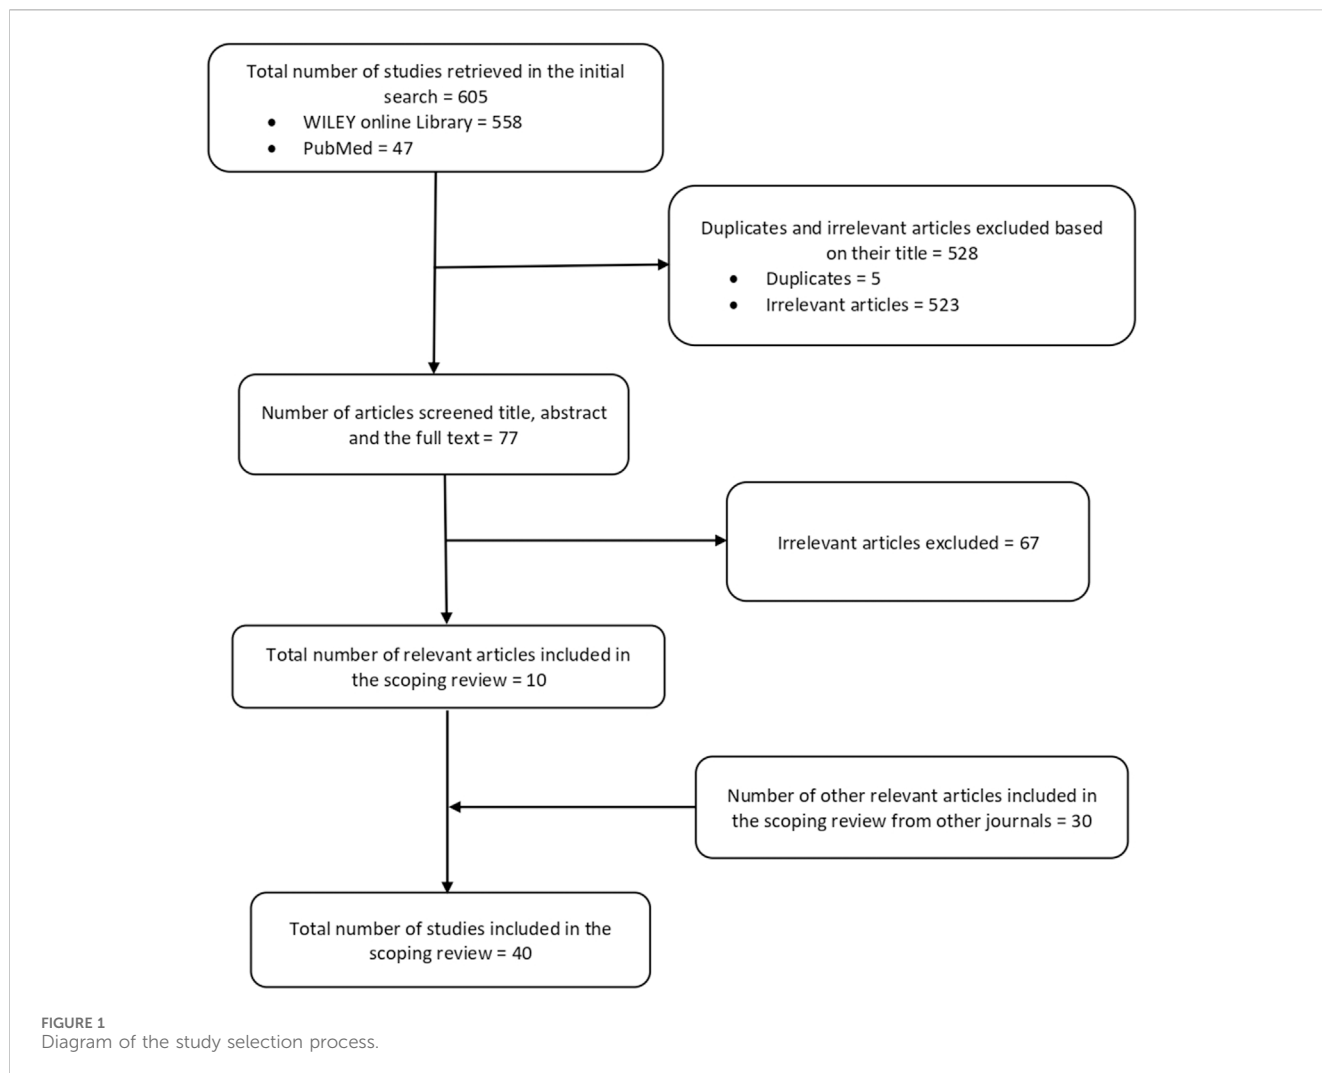 Total number of studies retrieved in the initial
search = 605
• WILEY online Library = 558
• PubMed = 47
Duplicates and irrelevant articles excluded based
on their title = 528
• Duplicates = 5
• Irrelevant articles = 523
Number of articles screened title, abstract
and the full text = 77
Irrelevant articles excluded = 67
Total number of relevant articles included in
the scoping review = 10
Number of other relevant articles included in
the scoping review from other journals = 30
Total number of studies included in the
scoping review = 40
FIGURE 1
Diagram of the study selection process.